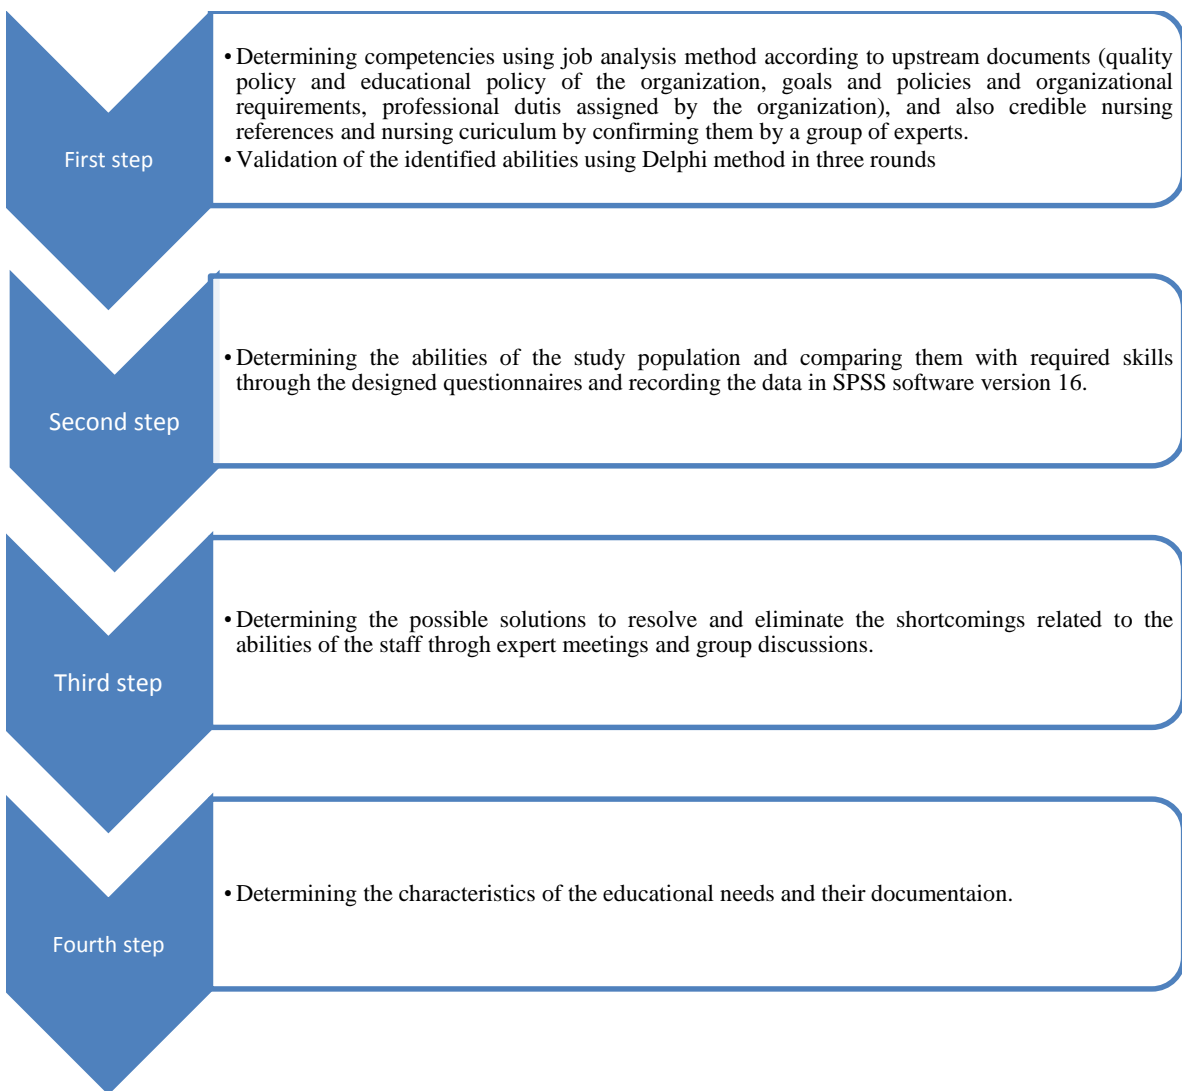 First step
• Determining competencies using job analysis method according to upstream documents (quality
policy and educational policy of the organization, goals and policies and organizational
requirements, professional dutis assigned by the organization), and also credible nursing
references and nursing curiculum by confirming them by a group of experts.
• Validation of the identified abilities using Delphi method in three rounds
Second step
• Determining the abilities of the study population and comparing them with required skills
through the designed questionnaires and recording the data in SPSS software version 16.
Third step
• Determining the possible solutions to resolve and eliminate the shortcomings related to the
abilities of the staff throgh expert meetings and group discussions.
Fourth step
• Determining the characteristics of the educational needs and their documentaion.